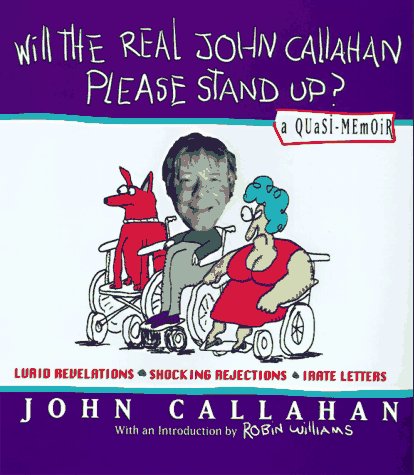 Will THE REAL JOHN CALLAHAN
PLEASE STAND UP?
a QUaSi-MEmOiR
LURID REVELATIONS • SHOCKING REJECTIONS • IRATE LETTERS
JOHN CALLAHAN
With an Introduction by ROBiN Williams